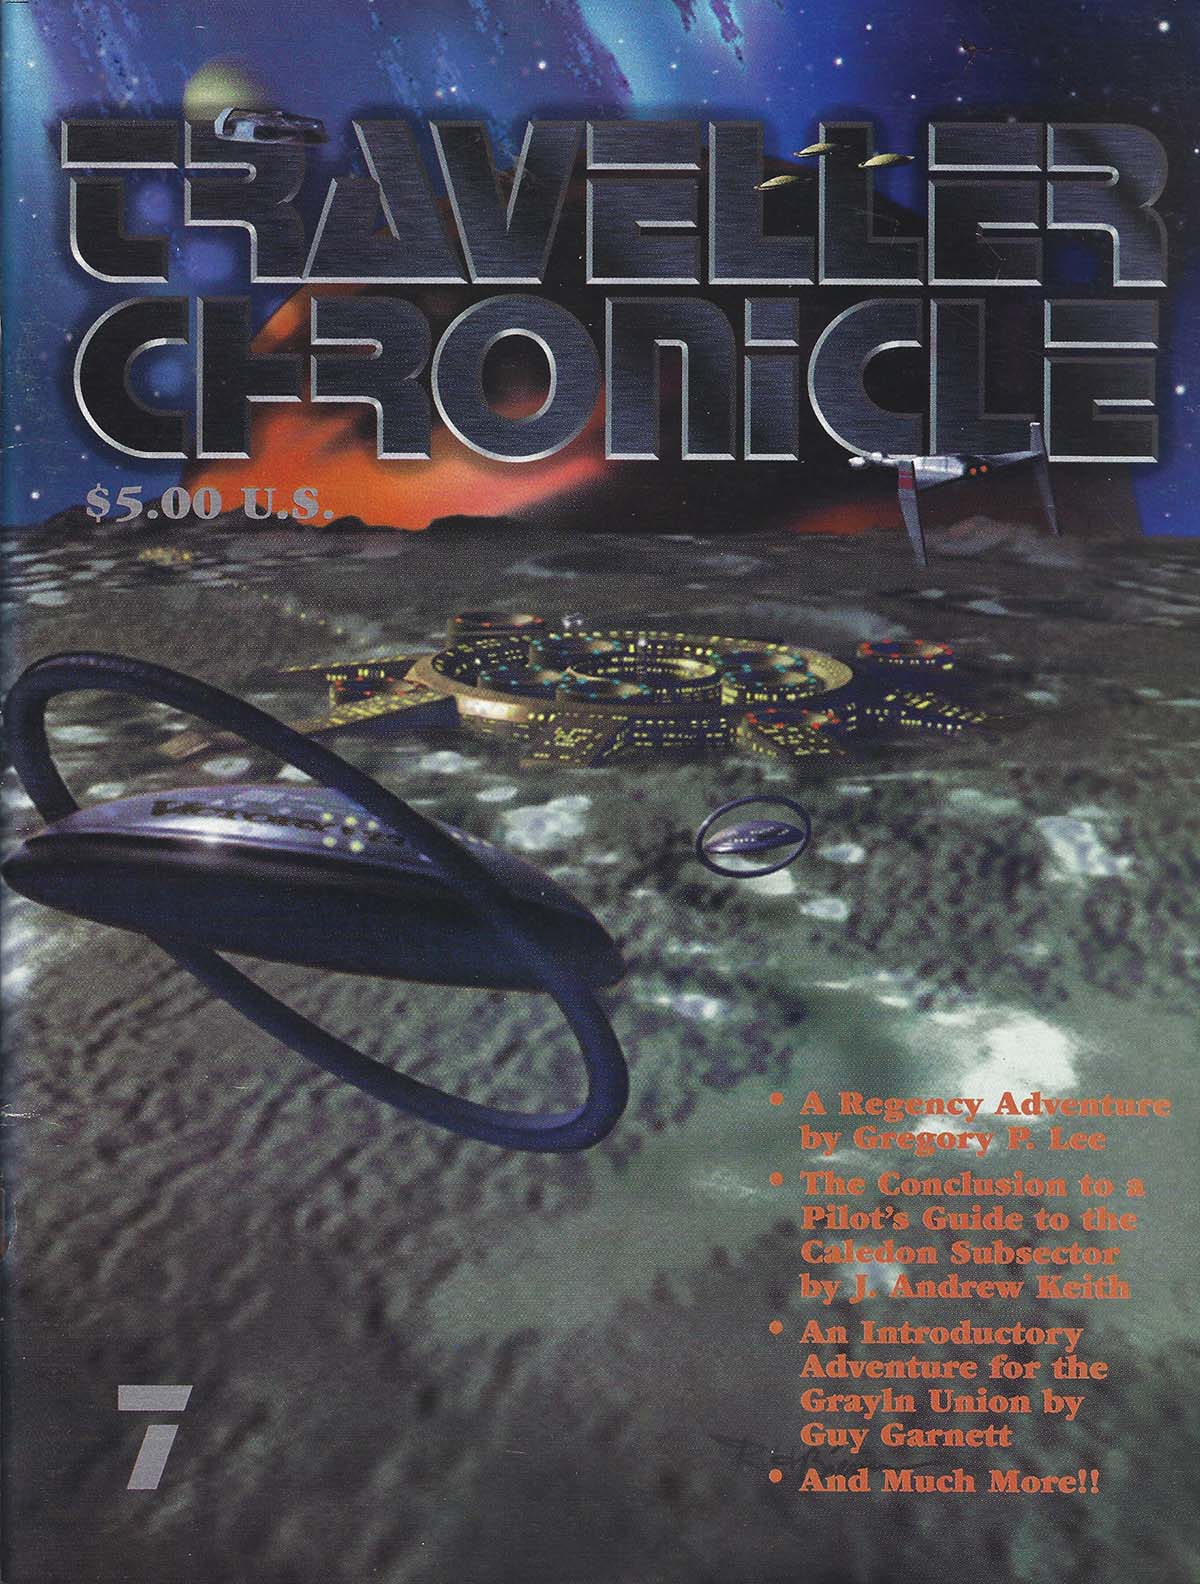 TRAVELLER
CHRONICLE
$5.00 U.S.
• A Regency Adventure
by Gregory P. Lee
• The Conclusion to a
Pilot's Guide to the
Caledon Subsector
by J. Andrew Keith
• An Introductory
Adventure for the
Grayln Union by
Guy Garnett
• And Much More!!
7